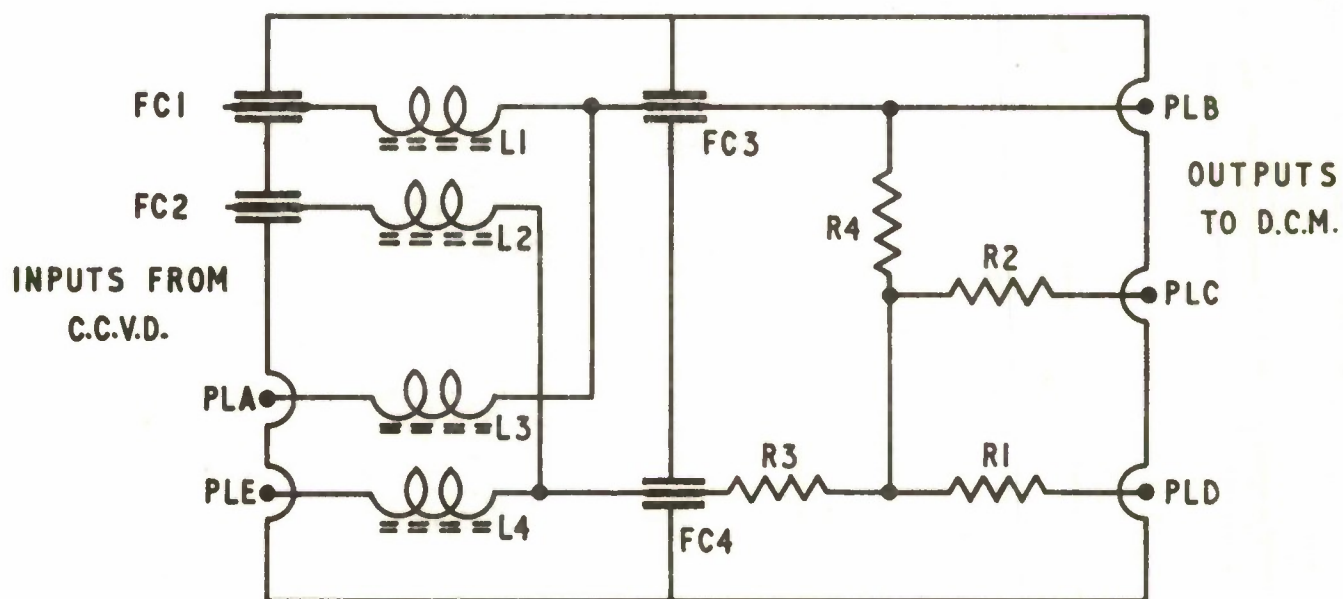 FC1
L1
FC3
PLB
FC2
L2
OUTPUTS
TO D.C.M.
R4
R2
PLC
INPUTS FROM
C.C.V.D.
PLA
L3
R3
R1
PLE
L4
FC4
PLD